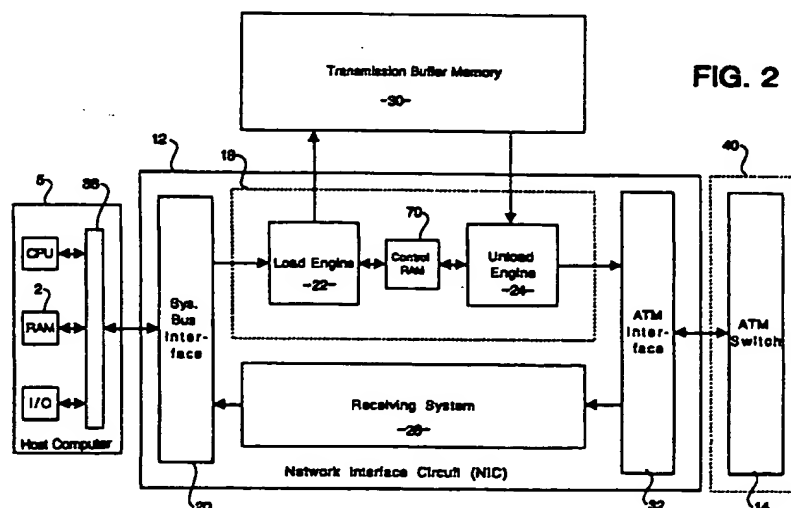 Transmission Buffer Memory
-30-
FIG. 2
12
18
40
5
38
CPU
2
RAM
I/O
Host Computer
Sys.
Bus
Inter-
face
20
Load Engine
-22-
70
Control
RAM
Unload
Engine
-24-
ATM
Inter-
face
32
ATM
Switch
14
Receiving System
-28-
Network Interface Circuit (NIC)